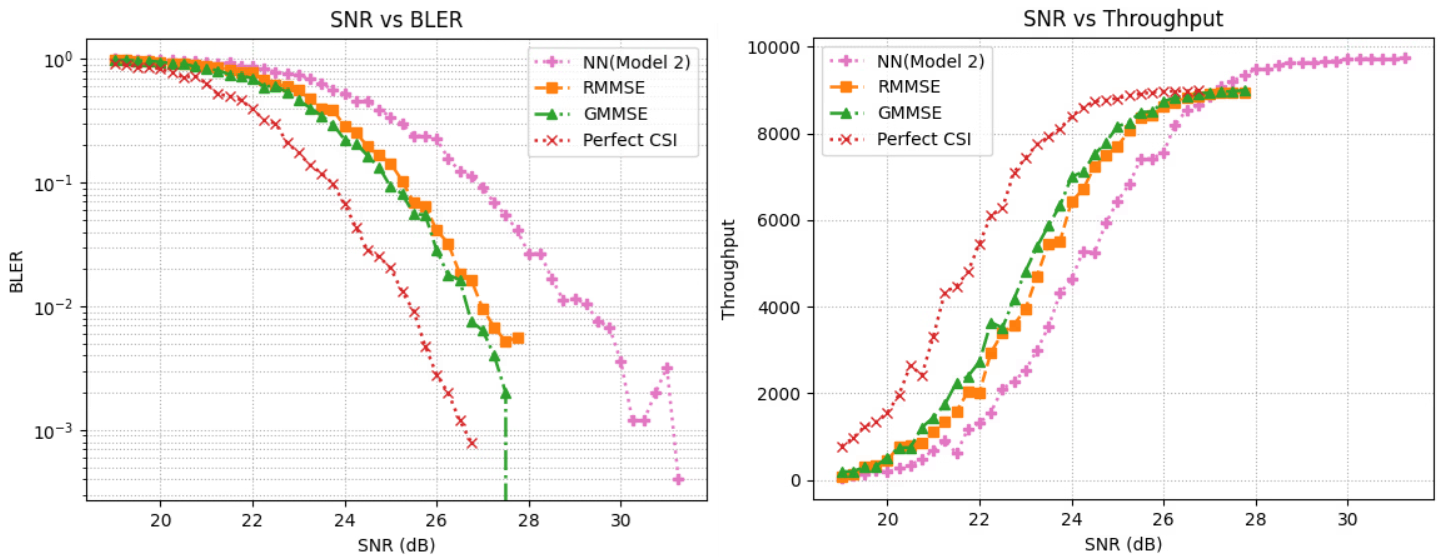 SNR vs BLER
10⁰
10⁻¹
10⁻²
10⁻³
BLER
20 22 24 26 28 30
SNR (dB)
NN(Model 2)
RMMSE
GMMSE
Perfect CSI
SNR vs Throughput
10000
8000
6000
4000
2000
0
Throughput
20 22 24 26 28 30
SNR (dB)
NN(Model 2)
RMMSE
GMMSE
Perfect CSI